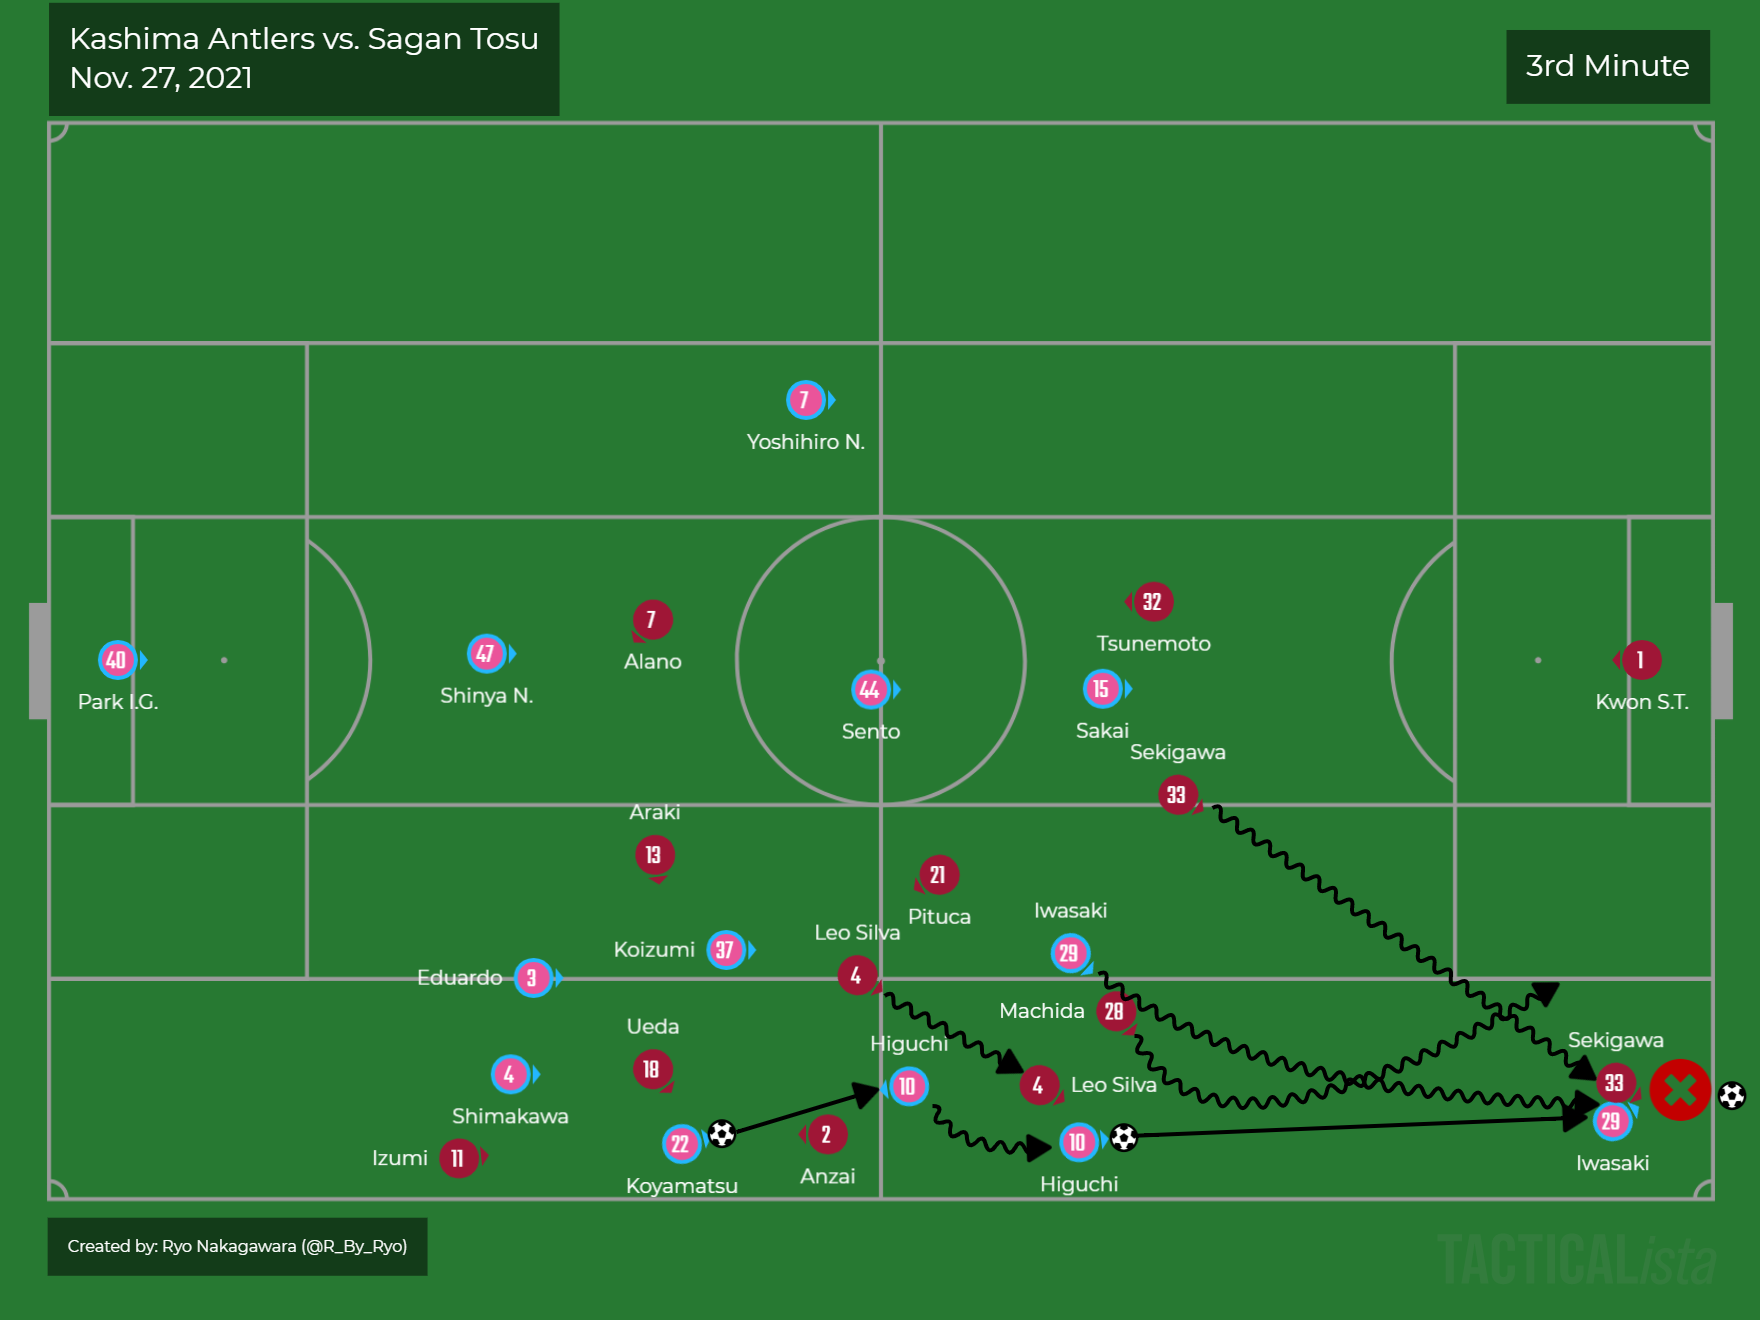 Kashima Antlers vs. Sagan Tosu
Nov. 27, 2021
3rd Minute
7
Yoshihiro N.
32
Tsunemoto
7
Alano
40
Park I.G.
47
Shinya N.
44
Sento
15
Sakai
1
Kwon S.T.
Sekigawa
33
Araki
13
21
Pituca
Iwasaki
29
Leo Silva
4
Koizumi 37
Eduardo 3
Machida 28
Ueda
18
Higuchi
10
Sekigawa
33
4 Leo Silva
4
Shimakawa
29
Iwasaki
2
Anzai
22
Koyamatsu
10
Higuchi
Izumi 11
Created by: Ryo Nakagawara (@R_By_Ryo)
TACTICALista